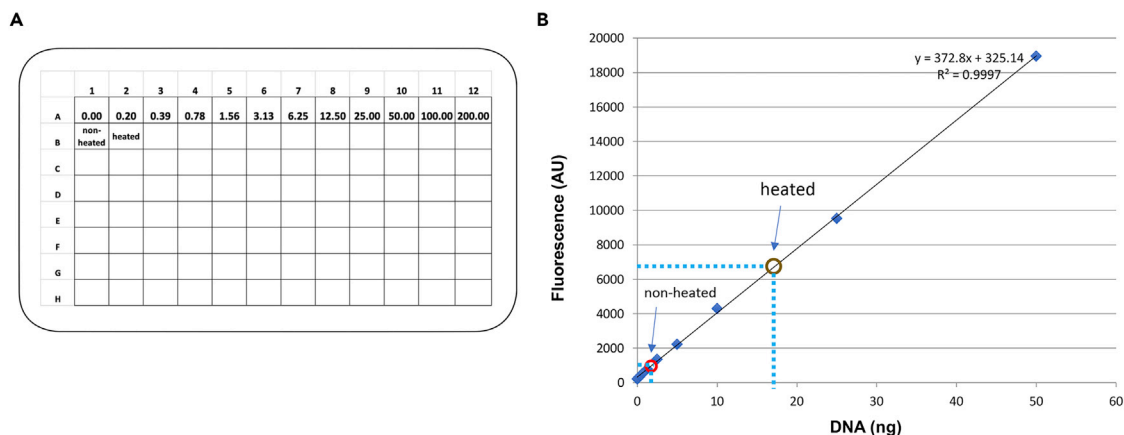 A
1 2 3 4 5 6 7 8 9 10 11 12
A 0.00 0.20 0.39 0.78 1.56 3.13 6.25 12.50 25.00 50.00 100.00 200.00
B non-heated heated
C
D
E
F
G
H
B
Fluorescence (AU)
20000
18000
16000
14000
12000
10000
8000
6000
4000
2000
0
y = 372.8x + 325.14
R² = 0.9997
heated
non-heated
0 10 20 30 40 50 60
DNA (ng)